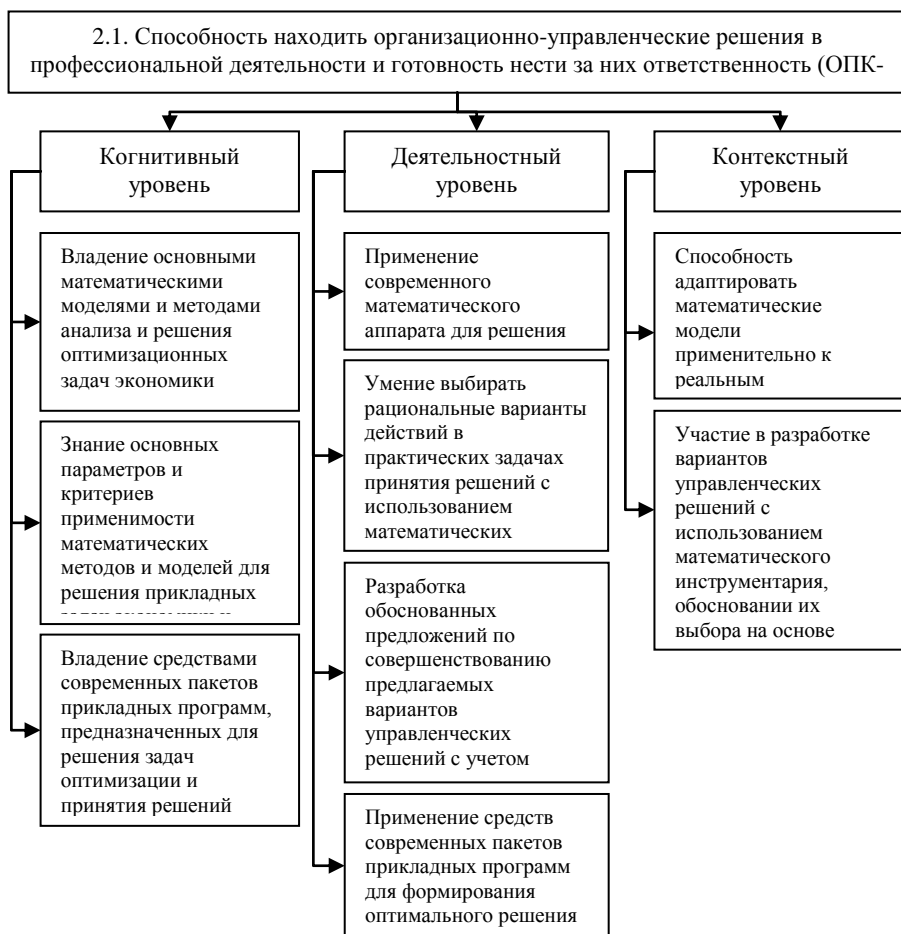 2.1. Способность находить организационно-управленческие решения в
профессиональной деятельности и готовность нести за них ответственность (ОПК-
Когнитивный
уровень
Владение основными
математическими
моделями и методами
анализа и решения
оптимизационных
задач экономики
Знание основных
параметров и
критериев
применимости
математических
методов и моделей для
решения прикладных
Владение средствами
современных пакетов
прикладных программ,
предназначенных для
решения задач
оптимизации и
принятия решений
Деятельностный
уровень
Применение
современного
математического
аппарата для решения
Умение выбирать
рациональные варианты
действий в
практических задачах
принятия решений с
использованием
математических
Разработка
обоснованных
предложений по
совершенствованию
предлагаемых
вариантов
управленческих
решений с учетом
Применение средств
современных пакетов
прикладных программ
для формирования
оптимального решения
Контекстный
уровень
Способность
адаптировать
математические
модели
применительно к
реальным
Участие в разработке
вариантов
управленческих
решений с
использованием
математического
инструментария,
обосновании их
выбора на основе